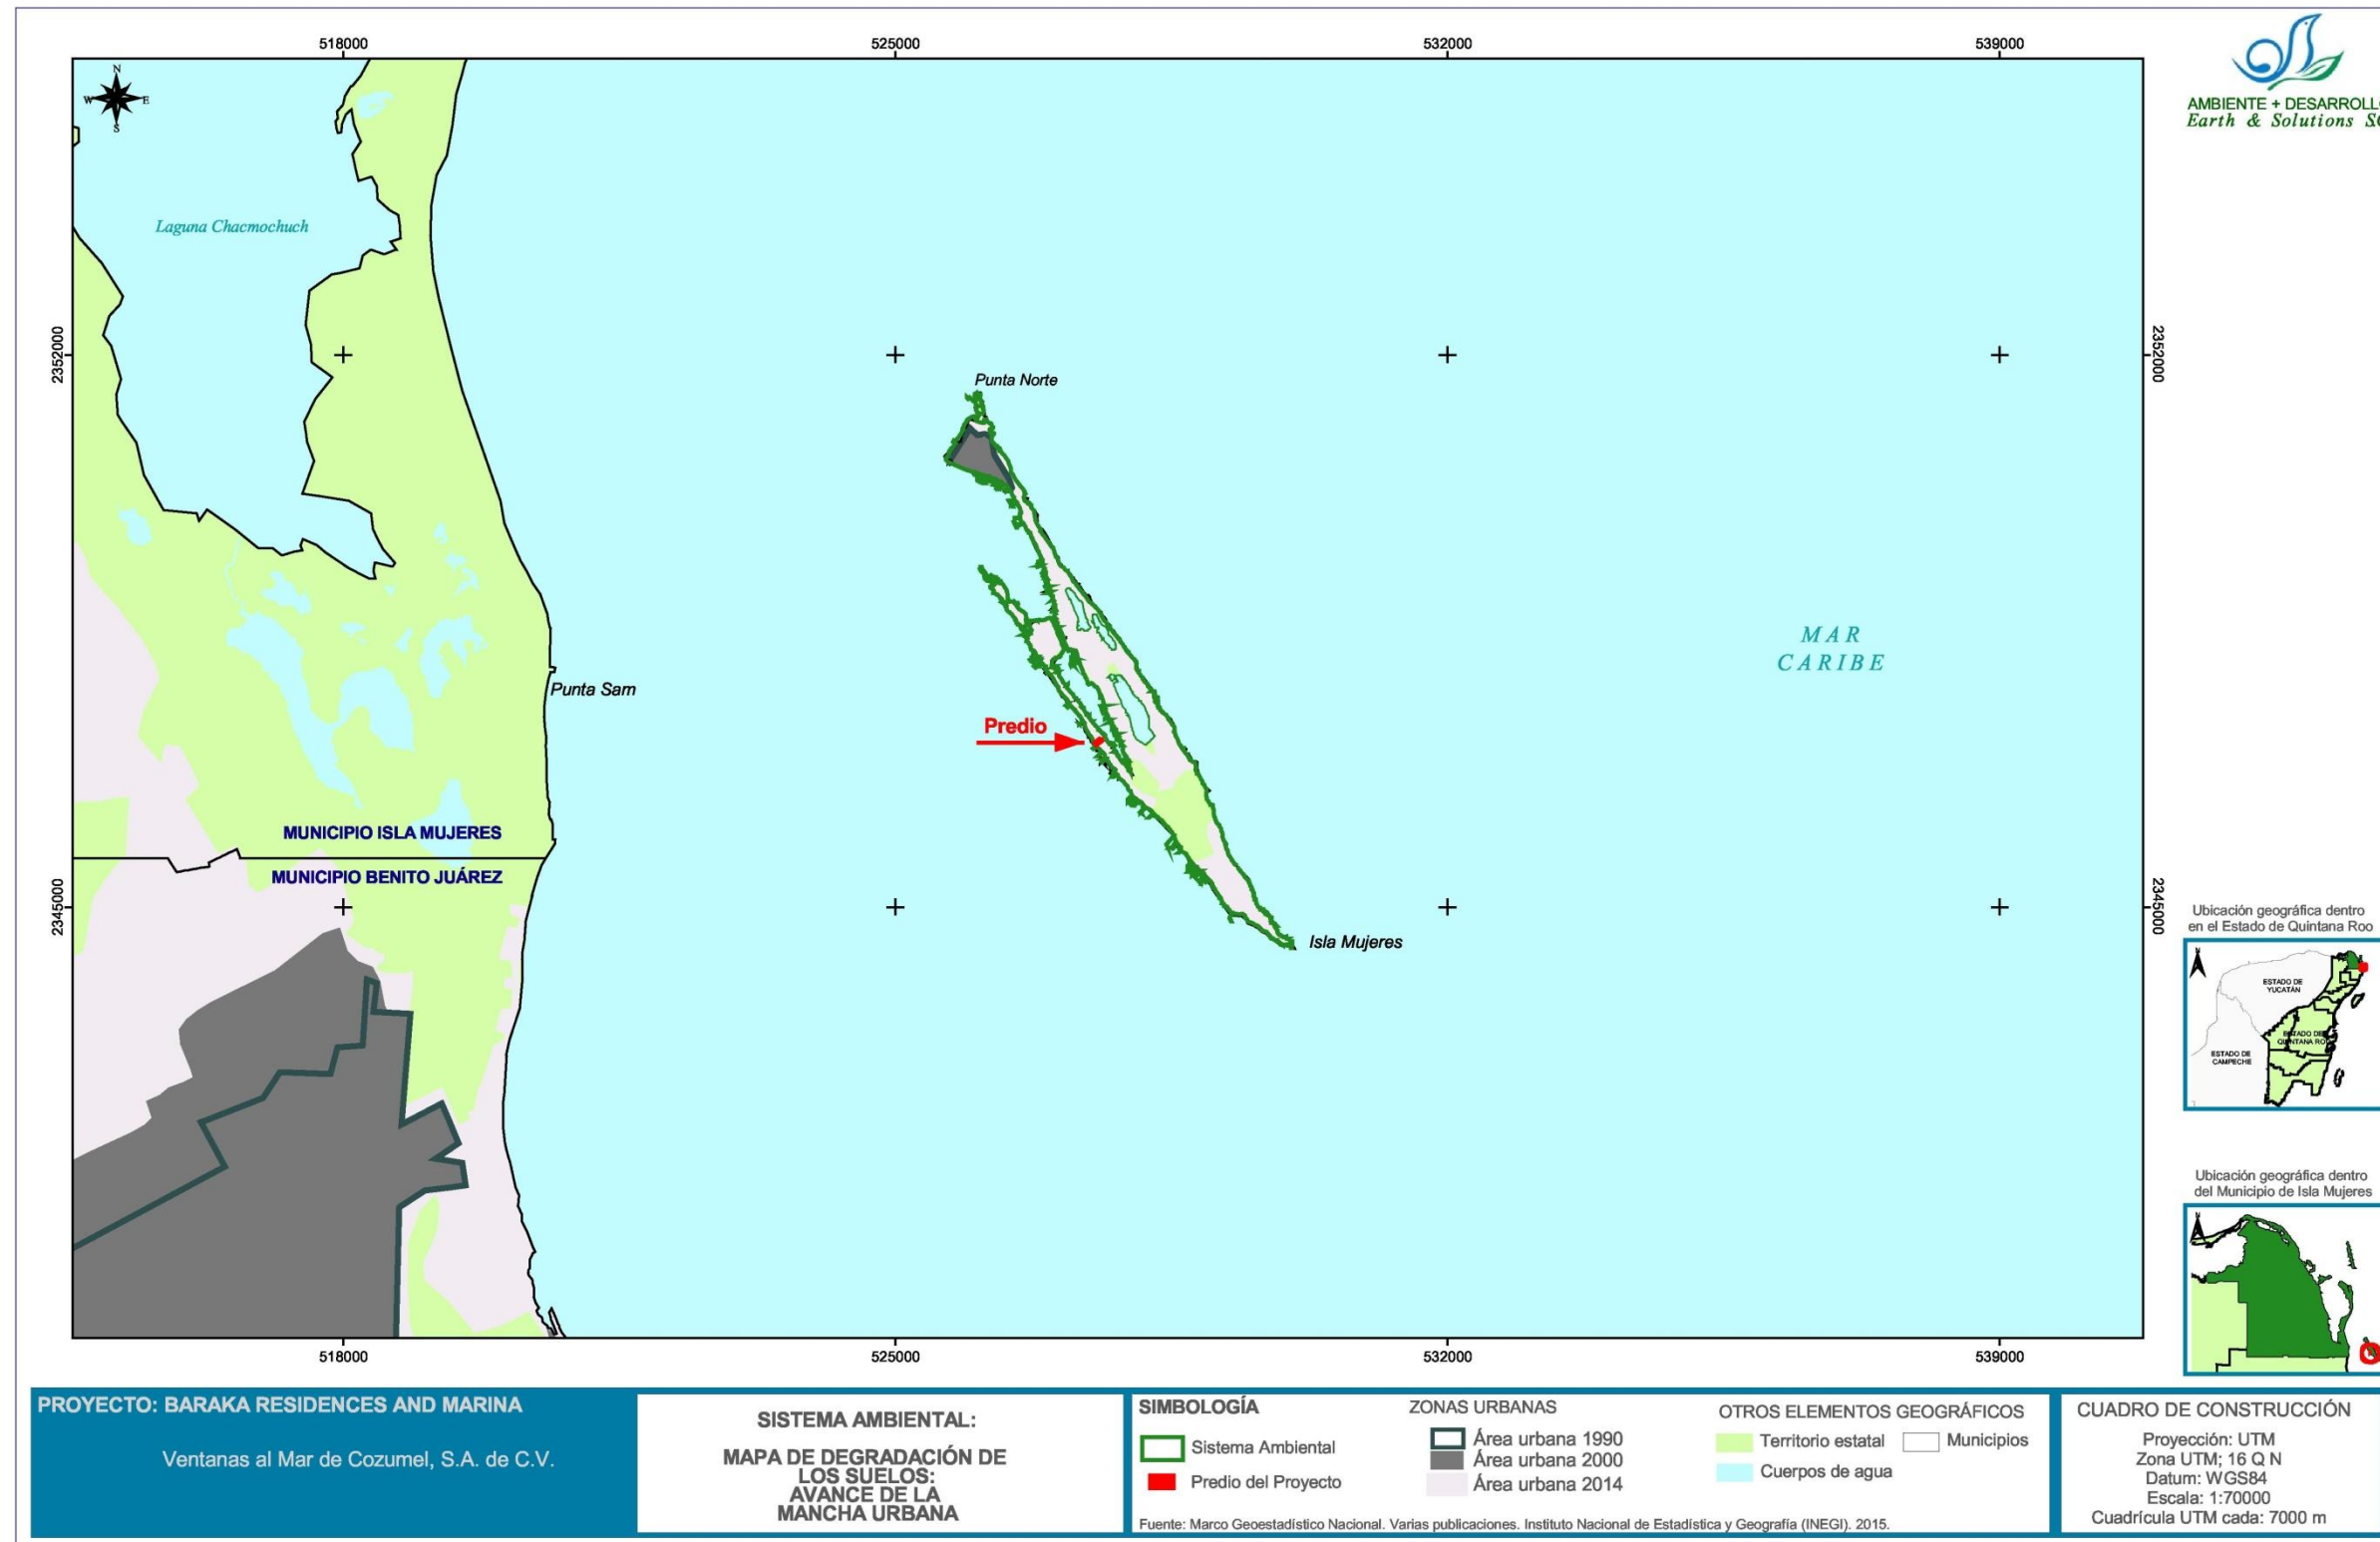 518000
525000
532000
539000
N
W
E
S
AMBIENTE + DESARROLL
Earth & Solutions S.
Laguna Chacmochuch
2352000
2352000
Punta Norte
MAR
CARIBE
Punta Sam
Predio
MUNICIPIO ISLA MUJERES
MUNICIPIO BENITO JUÁREZ
2345000
2345000
Isla Mujeres
Ubicación geográfica dentro
en el Estado de Quintana Roo
N
ESTADO DE
YUCATÁN
ESTADO DE
QUINTANA ROO
ESTADO DE
CAMPECHE
Ubicación geográfica dentro
del Municipio de Isla Mujeres
N
518000
525000
532000
539000
PROYECTO: BARAKA RESIDENCES AND MARINA
Ventanas al Mar de Cozumel, S.A. de C.V.
SISTEMA AMBIENTAL:
MAPA DE DEGRADACIÓN DE
LOS SUELOS:
AVANCE DE LA
MANCHA URBANA
SIMBOLOGÍA
Sistema Ambiental
Predio del Proyecto
ZONAS URBANAS
Área urbana 1990
Área urbana 2000
Área urbana 2014
OTROS ELEMENTOS GEOGRÁFICOS
Territorio estatal
Municipios
Cuerpos de agua
Fuente: Marco Geoestadístico Nacional. Varias publicaciones. Instituto Nacional de Estadística y Geografía (INEGI). 2015.
CUADRO DE CONSTRUCCIÓN
Proyección: UTM
Zona UTM; 16 Q N
Datum: WGS84
Escala: 1:70000
Cuadrícula UTM cada: 7000 m